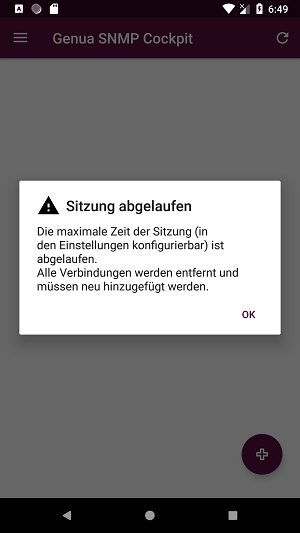 6:49
Genua SNMP Cockpit
Sitzung abgelaufen
Die maximale Zeit der Sitzung (in
den Einstellungen konfigurierbar) ist
abgelaufen.
Alle Verbindungen werden entfernt und
müssen neu hinzugefügt werden.
OK